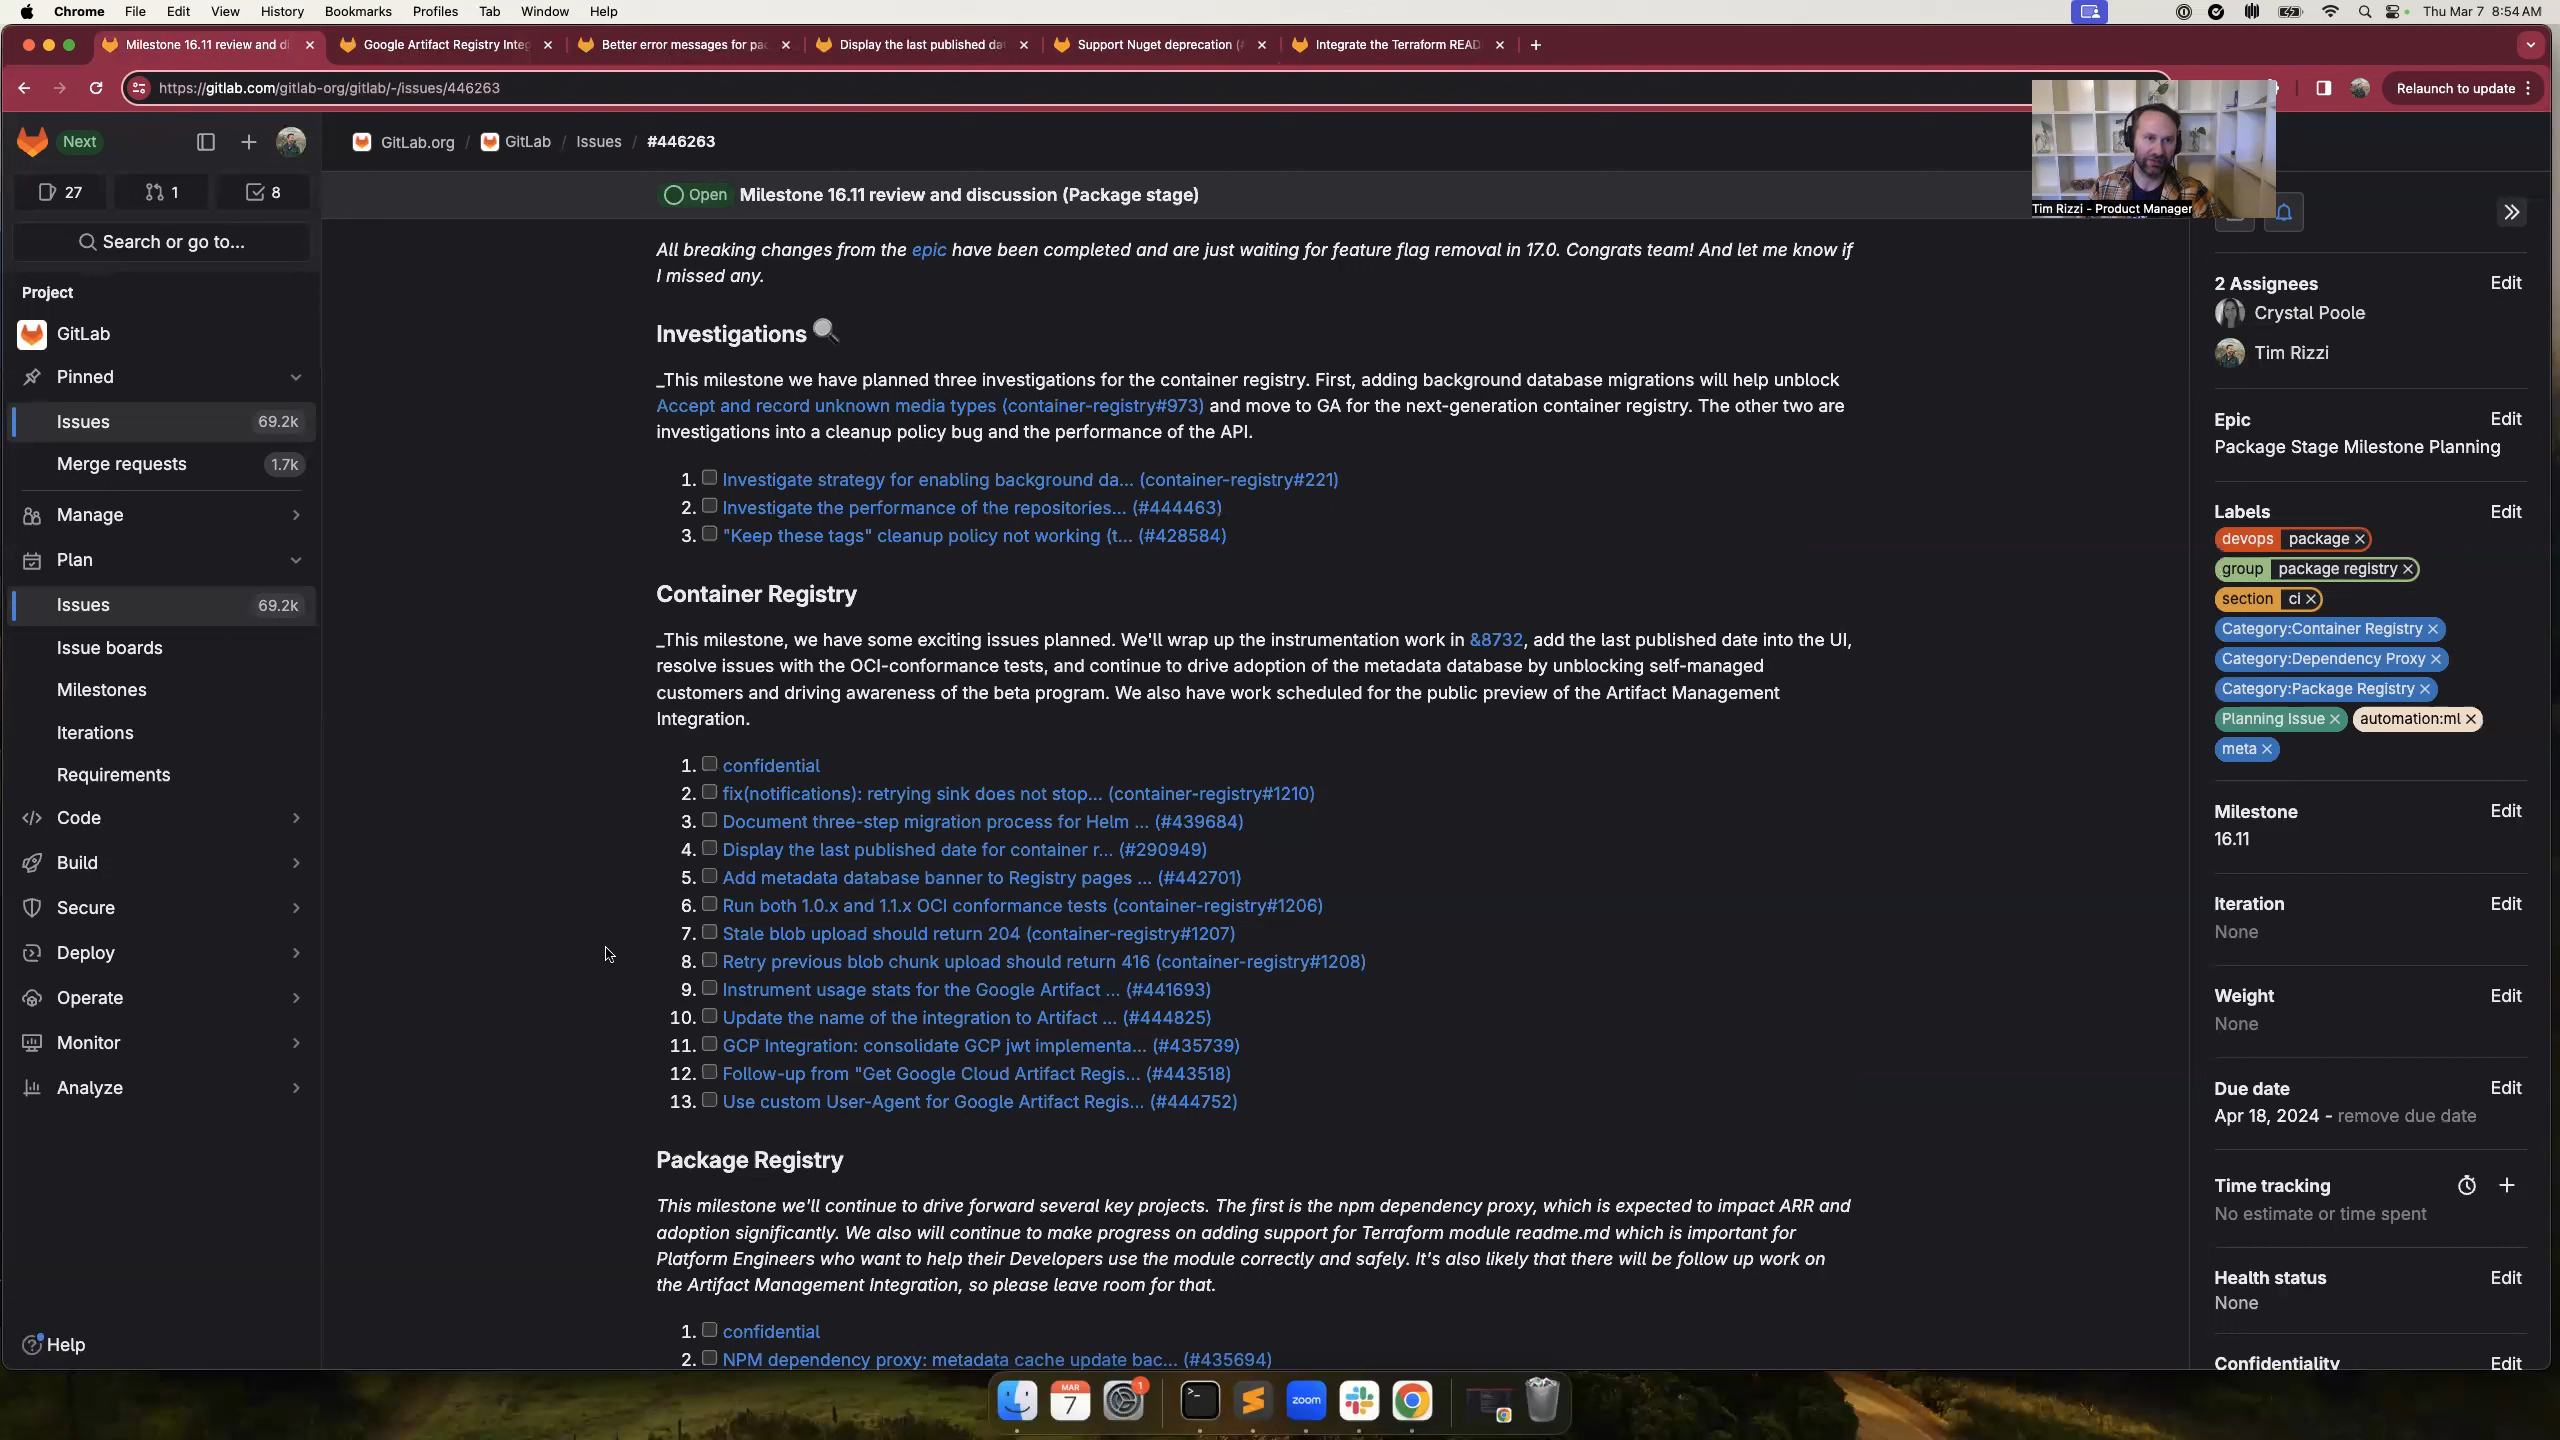 Chrome File Edit View History Bookmarks Profiles Tab Window Help
Thu Mar 7 8:54 AM
Milestone 16.11 review and di
Google Artifact Registry Integ
Better error messages for pac
Display the last published da
Support Nuget deprecation (
Integrate the Terraform READ
https://gitlab.com/gitlab-org/gitlab/-/issues/446263
Relaunch to update
Next
GitLab.org / GitLab / Issues / #446263
27 1 8
Open Milestone 16.11 review and discussion (Package stage)
Tim Rizzi - Product Manager
Search or go to...
Project
GitLab
Pinned
Issues 69.2k
Merge requests 1.7k
Manage
Plan
Issues 69.2k
Issue boards
Milestones
Iterations
Requirements
Code
Build
Secure
Deploy
Operate
Monitor
Analyze
Help
All breaking changes from the epic have been completed and are just waiting for feature flag removal in 17.0. Congrats team! And let me know if
I missed any.
Investigations
_This milestone we have planned three investigations for the container registry. First, adding background database migrations will help unblock
Accept and record unknown media types (container-registry#973) and move to GA for the next-generation container registry. The other two are
investigations into a cleanup policy bug and the performance of the API.
1. Investigate strategy for enabling background da... (container-registry#221)
2. Investigate the performance of the repositories... (#444463)
3. "Keep these tags" cleanup policy not working (t... (#428584)
Container Registry
_This milestone, we have some exciting issues planned. We'll wrap up the instrumentation work in &8732, add the last published date into the UI,
resolve issues with the OCI-conformance tests, and continue to drive adoption of the metadata database by unblocking self-managed
customers and driving awareness of the beta program. We also have work scheduled for the public preview of the Artifact Management
Integration.
1. confidential
2. fix(notifications): retrying sink does not stop... (container-registry#1210)
3. Document three-step migration process for Helm ... (#439684)
4. Display the last published date for container r... (#290949)
5. Add metadata database banner to Registry pages ... (#442701)
6. Run both 1.0.x and 1.1.x OCI conformance tests (container-registry#1206)
7. Stale blob upload should return 204 (container-registry#1207)
8. Retry previous blob chunk upload should return 416 (container-registry#1208)
9. Instrument usage stats for the Google Artifact ... (#441693)
10. Update the name of the integration to Artifact ... (#444825)
11. GCP Integration: consolidate GCP jwt implementa... (#435739)
12. Follow-up from "Get Google Cloud Artifact Regis... (#443518)
13. Use custom User-Agent for Google Artifact Regis... (#444752)
Package Registry
This milestone we'll continue to drive forward several key projects. The first is the npm dependency proxy, which is expected to impact ARR and
adoption significantly. We also will continue to make progress on adding support for Terraform module readme.md which is important for
Platform Engineers who want to help their Developers use the module correctly and safely. It's also likely that there will be follow up work on
the Artifact Management Integration, so please leave room for that.
1. confidential
2. NPM dependency proxy: metadata cache update bac... (#435694)
2 Assignees Edit
Crystal Poole
Tim Rizzi
Epic Edit
Package Stage Milestone Planning
Labels Edit
devops package
group package registry
section ci
Category:Container Registry
Category:Dependency Proxy
Category:Package Registry
Planning Issue automation:ml
meta
Milestone Edit
16.11
Iteration Edit
None
Weight Edit
None
Due date Edit
Apr 18, 2024 - remove due date
Time tracking
No estimate or time spent
Health status Edit
None
Confidentiality Edit
MAR
7
1
zoom